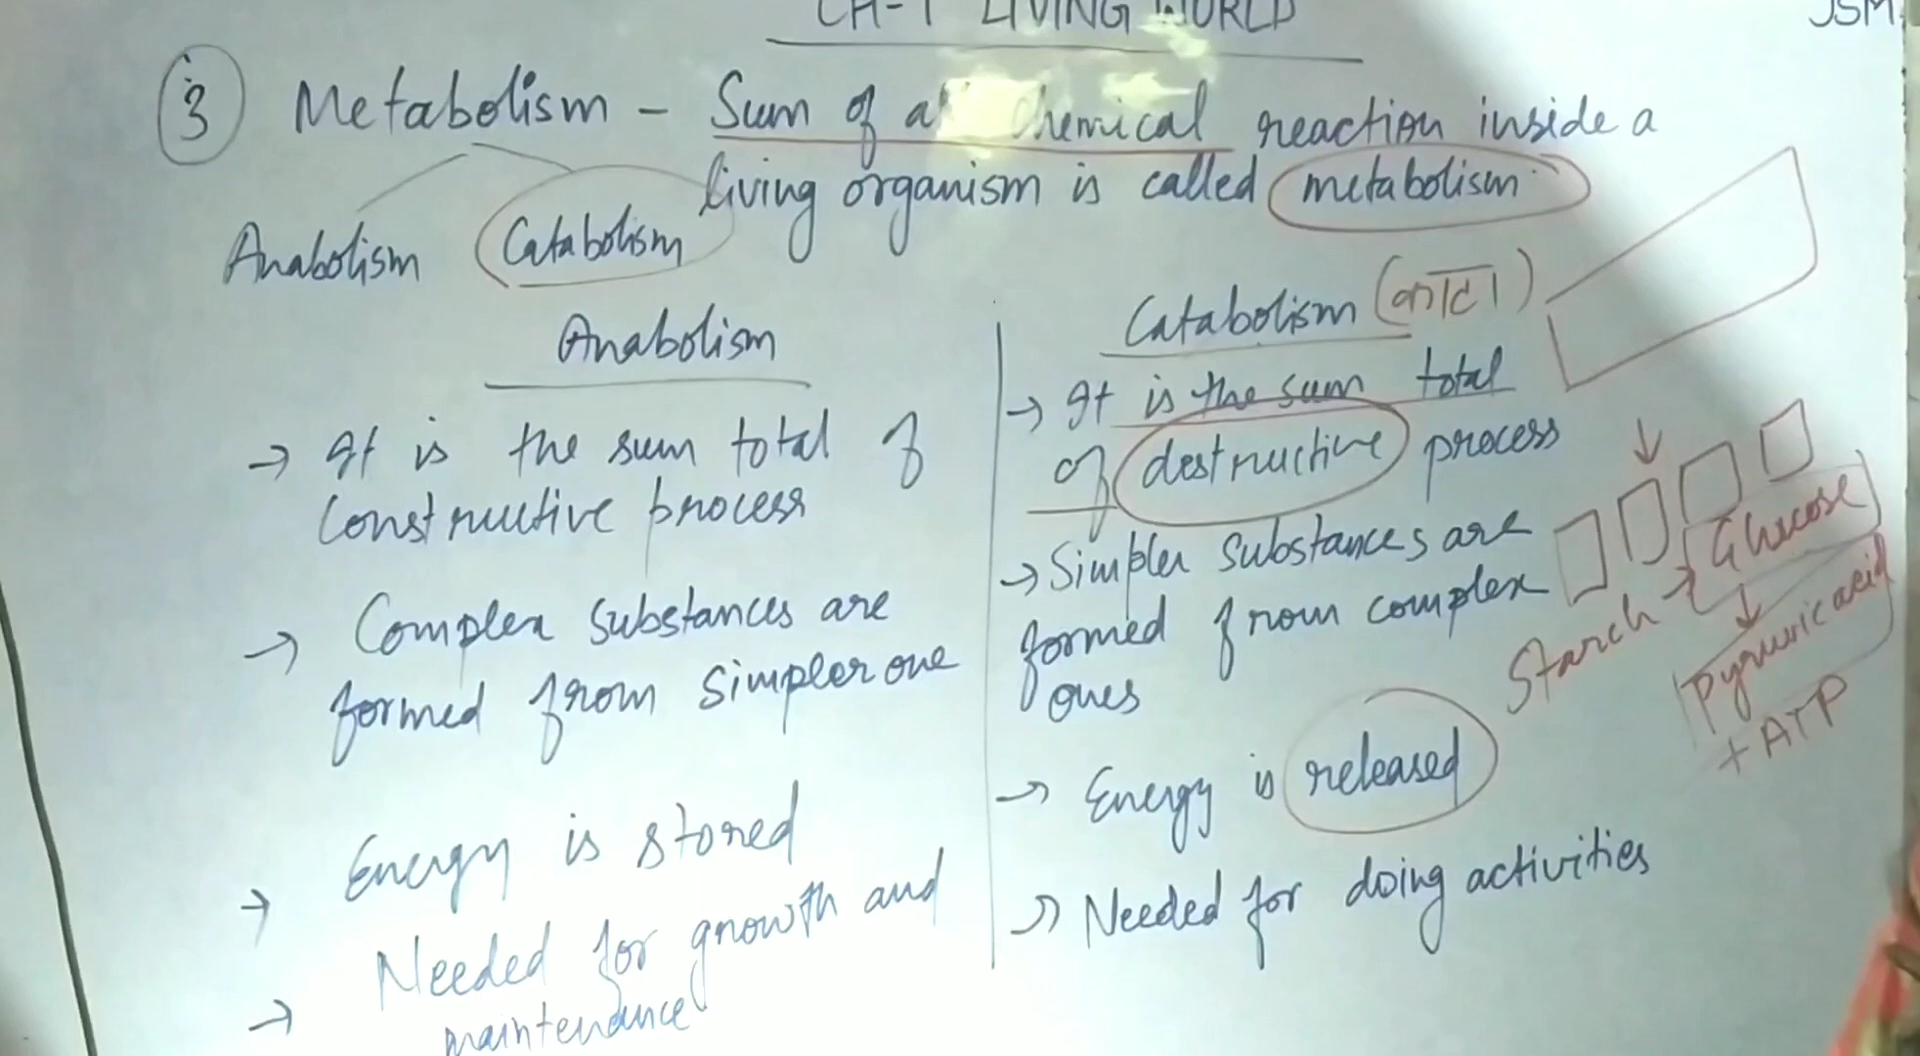 CH-1 LIVING WORLD
JSM
3 Metabolism - Sum of all chemical reaction inside a
living organism is called metabolism.
Anabolism Catabolism
Anabolism
→ It is the sum total of
constructive process
→ Complex substances are
formed from simpler one
→ Energy is stored
→ Needed for growth and
maintenance
Catabolism (काटा)
→ It is the sum total
of destructive process
→ Simpler substances are
formed from complex
ones
→ Energy is released
→ Needed for doing activities
Starch → Glucose
↓
Pyruvic acid
+ ATP